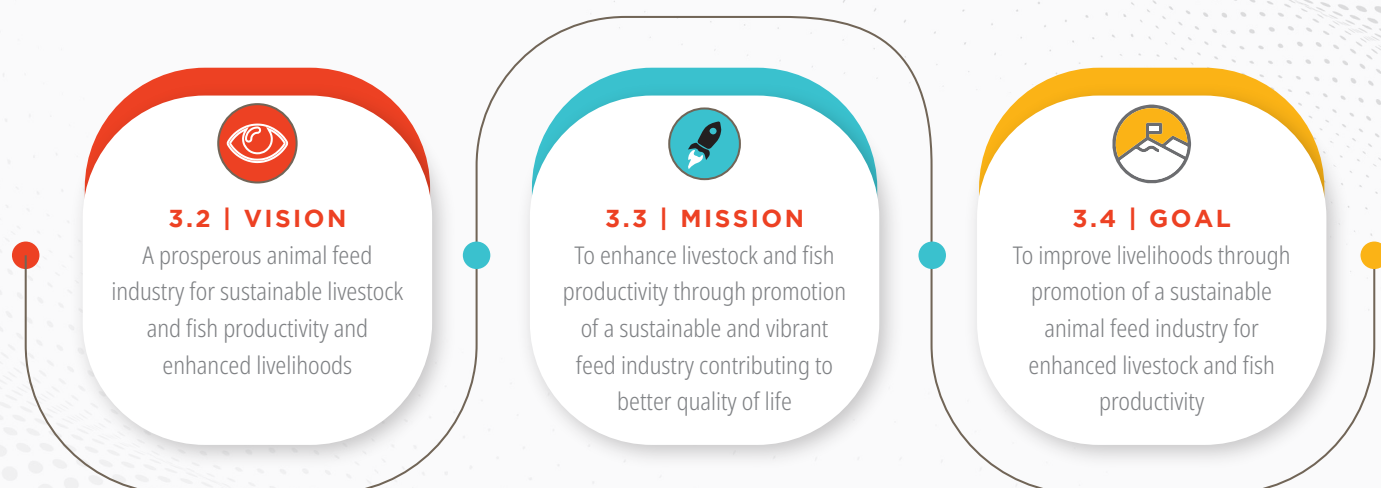 3.2 | VISION
A prosperous animal feed
industry for sustainable livestock
and fish productivity and
enhanced livelihoods
3.3 | MISSION
To enhance livestock and fish
productivity through promotion
of a sustainable and vibrant
feed industry contributing to
better quality of life
3.4 | GOAL
To improve livelihoods through
promotion of a sustainable
animal feed industry for
enhanced livestock and fish
productivity